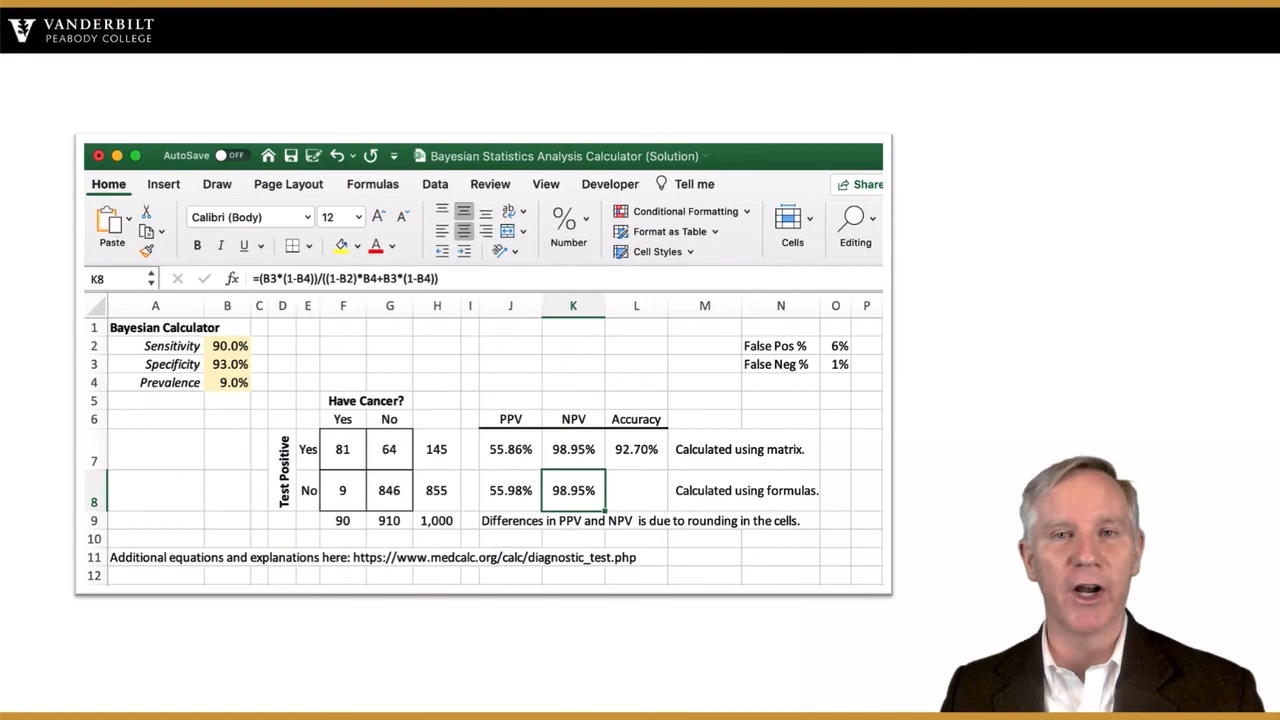 VANDERBILT
PEABODY COLLEGE
AutoSave OFF Bayesian Statistics Analysis Calculator (Solution)
Home Insert Draw Page Layout Formulas Data Review View Developer Tell me Share
Calibri (Body) 12 A A ab Conditional Formatting
Paste B I U A % Number Format as Table Cells Editing
Cell Styles
K8 fx =(B3*(1-B4))/((1-B2)*B4+B3*(1-B4))
A B C D E F G H I J K L M N O P
1 Bayesian Calculator
2 Sensitivity 90.0% False Pos % 6%
3 Specificity 93.0% False Neg % 1%
4 Prevalence 9.0%
5 Have Cancer?
6 Yes No PPV NPV Accuracy
Test Positive
7 Yes 81 64 145 55.86% 98.95% 92.70% Calculated using matrix.
8 No 9 846 855 55.98% 98.95% Calculated using formulas.
9 90 910 1,000 Differences in PPV and NPV is due to rounding in the cells.
10
11 Additional equations and explanations here: https://www.medcalc.org/calc/diagnostic_test.php
12